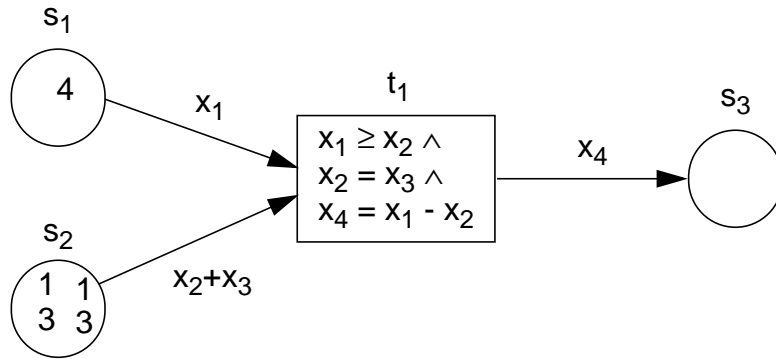 s₁
4
x₁
t₁
x₁ ≥ x₂ ∧
x₂ = x₃ ∧
x₄ = x₁ - x₂
x₄
s₃
s₂
1 1
3 3
x₂+x₃